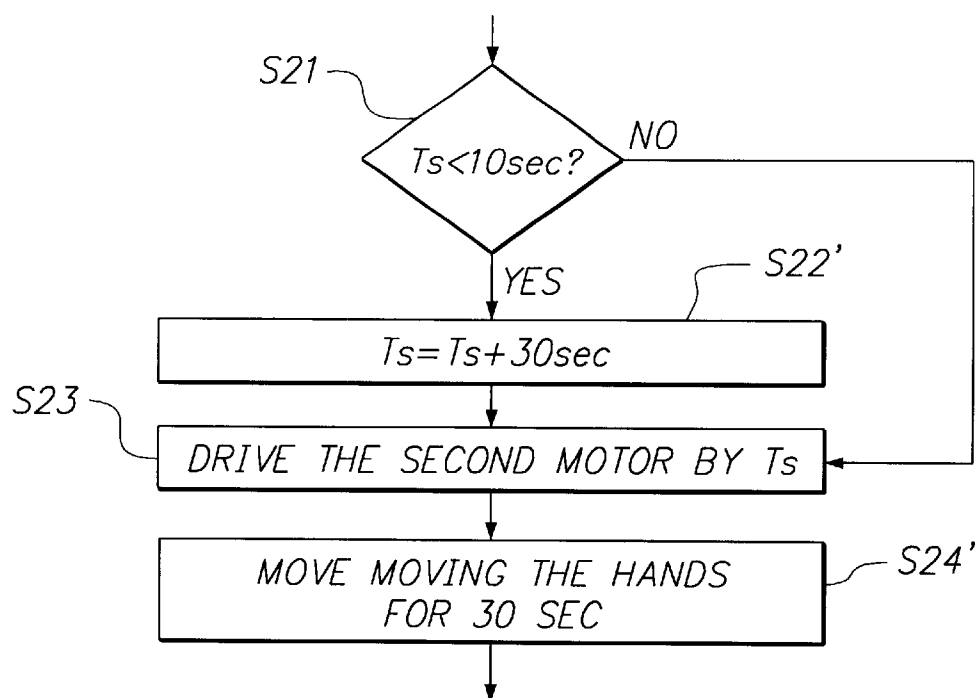 S21
Ts<10sec?
NO
YES
S22'
Ts=Ts+30sec
S23
DRIVE THE SECOND MOTOR BY Ts
MOVE MOVING THE HANDS
FOR 30 SEC
S24'